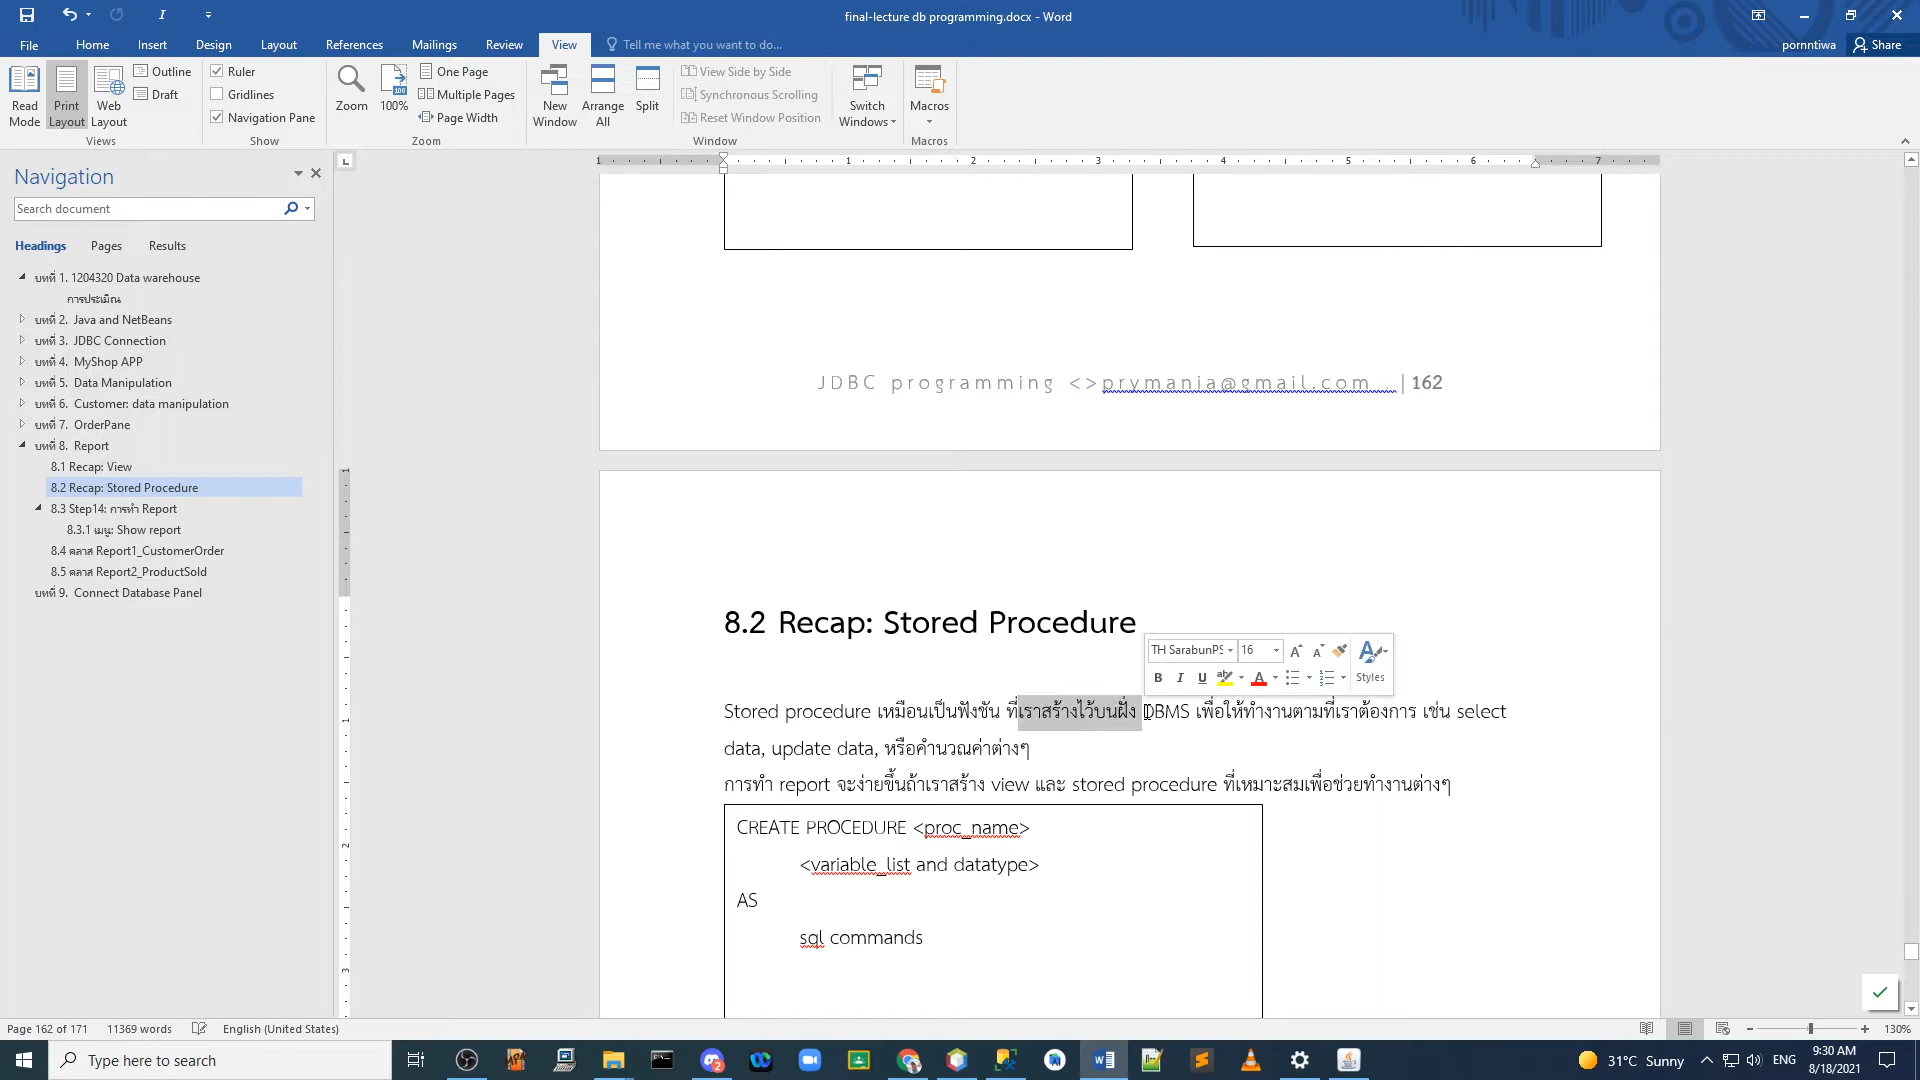 final-lecture db programming.docx - Word
File
Home
Insert
Design
Layout
References
Mailings
Review
View
Tell me what you want to do...
pornntiwa
Share
Read Mode
Print Layout
Web Layout
Outline
Draft
Views
Ruler
Gridlines
Navigation Pane
Show
Zoom
100%
One Page
Multiple Pages
Page Width
Zoom
New Window
Arrange All
Split
View Side by Side
Synchronous Scrolling
Reset Window Position
Window
Switch Windows
Macros
Macros
Navigation
Search document
Headings
Pages
Results
บทที่ 1. 1204320 Data warehouse
การประเมิณ
บทที่ 2. Java and NetBeans
บทที่ 3. JDBC Connection
บทที่ 4. MyShop APP
บทที่ 5. Data Manipulation
บทที่ 6. Customer: data manipulation
บทที่ 7. OrderPane
บทที่ 8. Report
8.1 Recap: View
8.2 Recap: Stored Procedure
8.3 Step14: การทำ Report
8.3.1 เมนู: Show report
8.4 คลาส Report1_CustomerOrder
8.5 คลาส Report2_ProductSold
บทที่ 9. Connect Database Panel
1 1 2 3 4 5 6 7
JDBC programming <>prymania@gmail.com | 162
8.2 Recap: Stored Procedure
TH SarabunPS 16
Styles
Stored procedure เหมือนเป็นฟังชัน ที่เราสร้างไว้บนฝั่ง DBMS เพื่อให้ทำงานตามที่เราต้องการ เช่น select
data, update data, หรือคำนวณค่าต่างๆ
การทำ report จะง่ายขึ้นถ้าเราสร้าง view และ stored procedure ที่เหมาะสมเพื่อช่วยทำงานต่างๆ
CREATE PROCEDURE <proc_name>
<variable_list and datatype>
AS
sql commands
Page 162 of 171
11369 words
English (United States)
130%
Type here to search
31°C Sunny
ENG
9:30 AM
8/18/2021